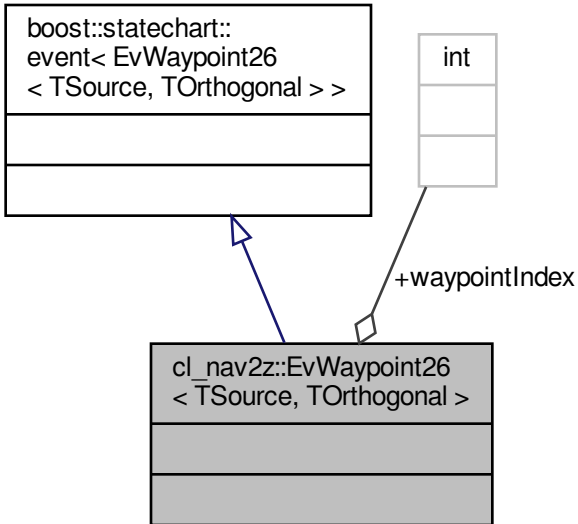 boost::statechart::
event< EvWaypoint26
< TSource, TOrthogonal > >
int
+waypointIndex
cl_nav2z::EvWaypoint26
< TSource, TOrthogonal >